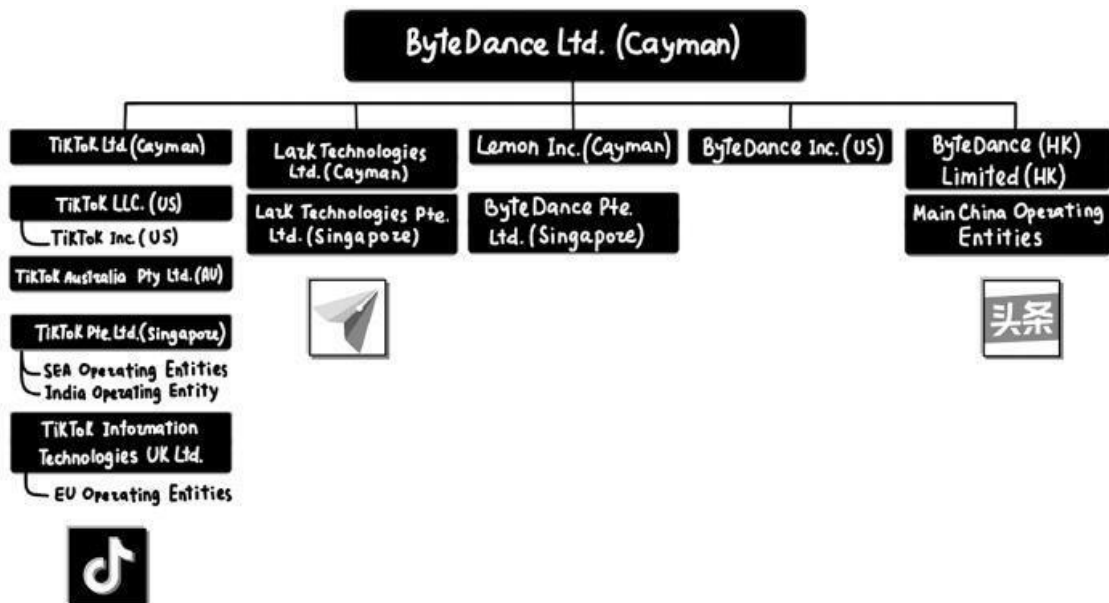 ByteDance Ltd. (Cayman)
TikTok Ltd. (Cayman)
TikTok LLC. (US)
TikTok Inc. (US)
TikTok Australia Pty Ltd. (AU)
TikTok Pte. Ltd. (Singapore)
SEA Operating Entities
India Operating Entity
TikTok Information
Technologies UK Ltd.
EU Operating Entities
Lark Technologies
Ltd. (Cayman)
Lark Technologies Pte.
Ltd. (Singapore)
Lemon Inc. (Cayman)
ByteDance Pte.
Ltd. (Singapore)
ByteDance Inc. (US)
ByteDance (HK)
Limited (HK)
Main China Operating
Entities
头条